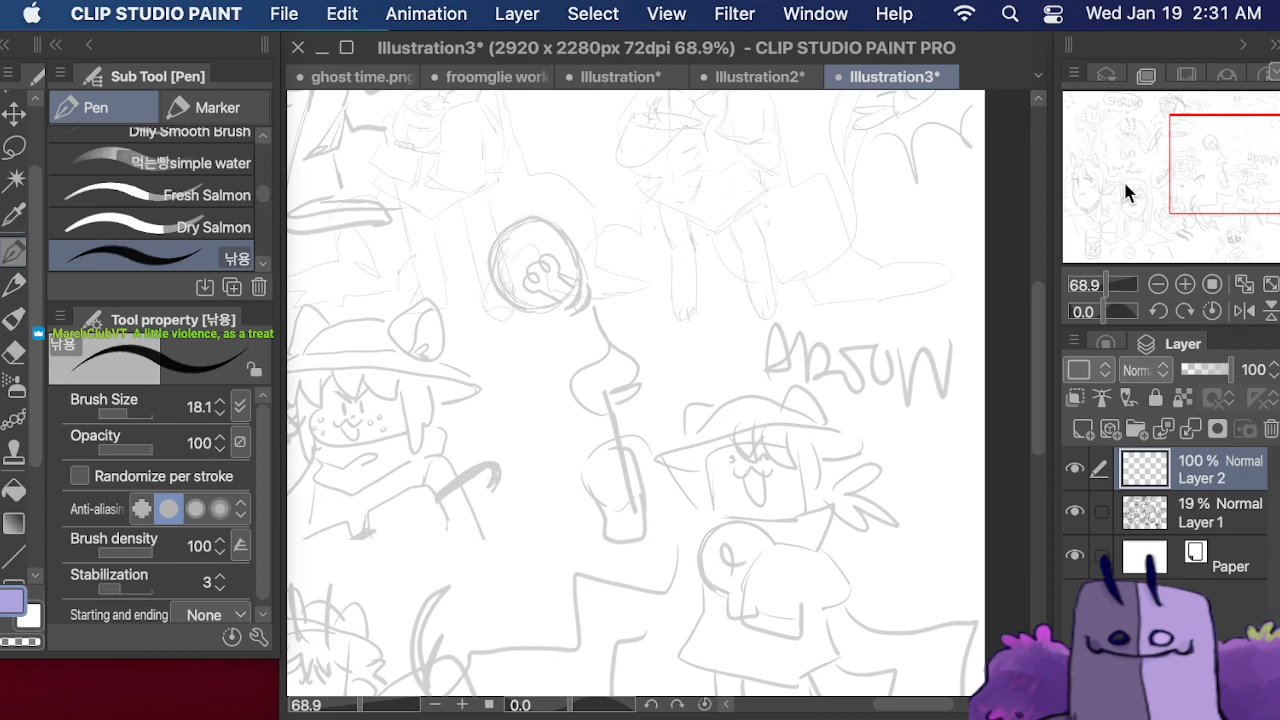 CLIP STUDIO PAINT File Edit Animation Layer Select View Filter Window Help Wed Jan 19 2:31 AM
Sub Tool [Pen]
Illustration3* (2920 x 2280px 72dpi 68.9%) - CLIP STUDIO PAINT PRO
ghost time.png froomglie work Illustration* Illustration2* Illustration3*
Pen Marker
Dilly Smooth Brush
먹는빵simple water
Fresh Salmon
Dry Salmon
낚용
Tool property [낚용]
MarchClubVT A little violence, as a treat
낚용
Brush Size 18.1
Opacity 100
Randomize per stroke
Anti-aliasin
Brush density 100
Stabilization 3
Starting and ending None
ARSON
68.9
0.0
Layer
Norm 100
100 % Normal
Layer 2
19 % Normal
Layer 1
Paper
68.9 0.0